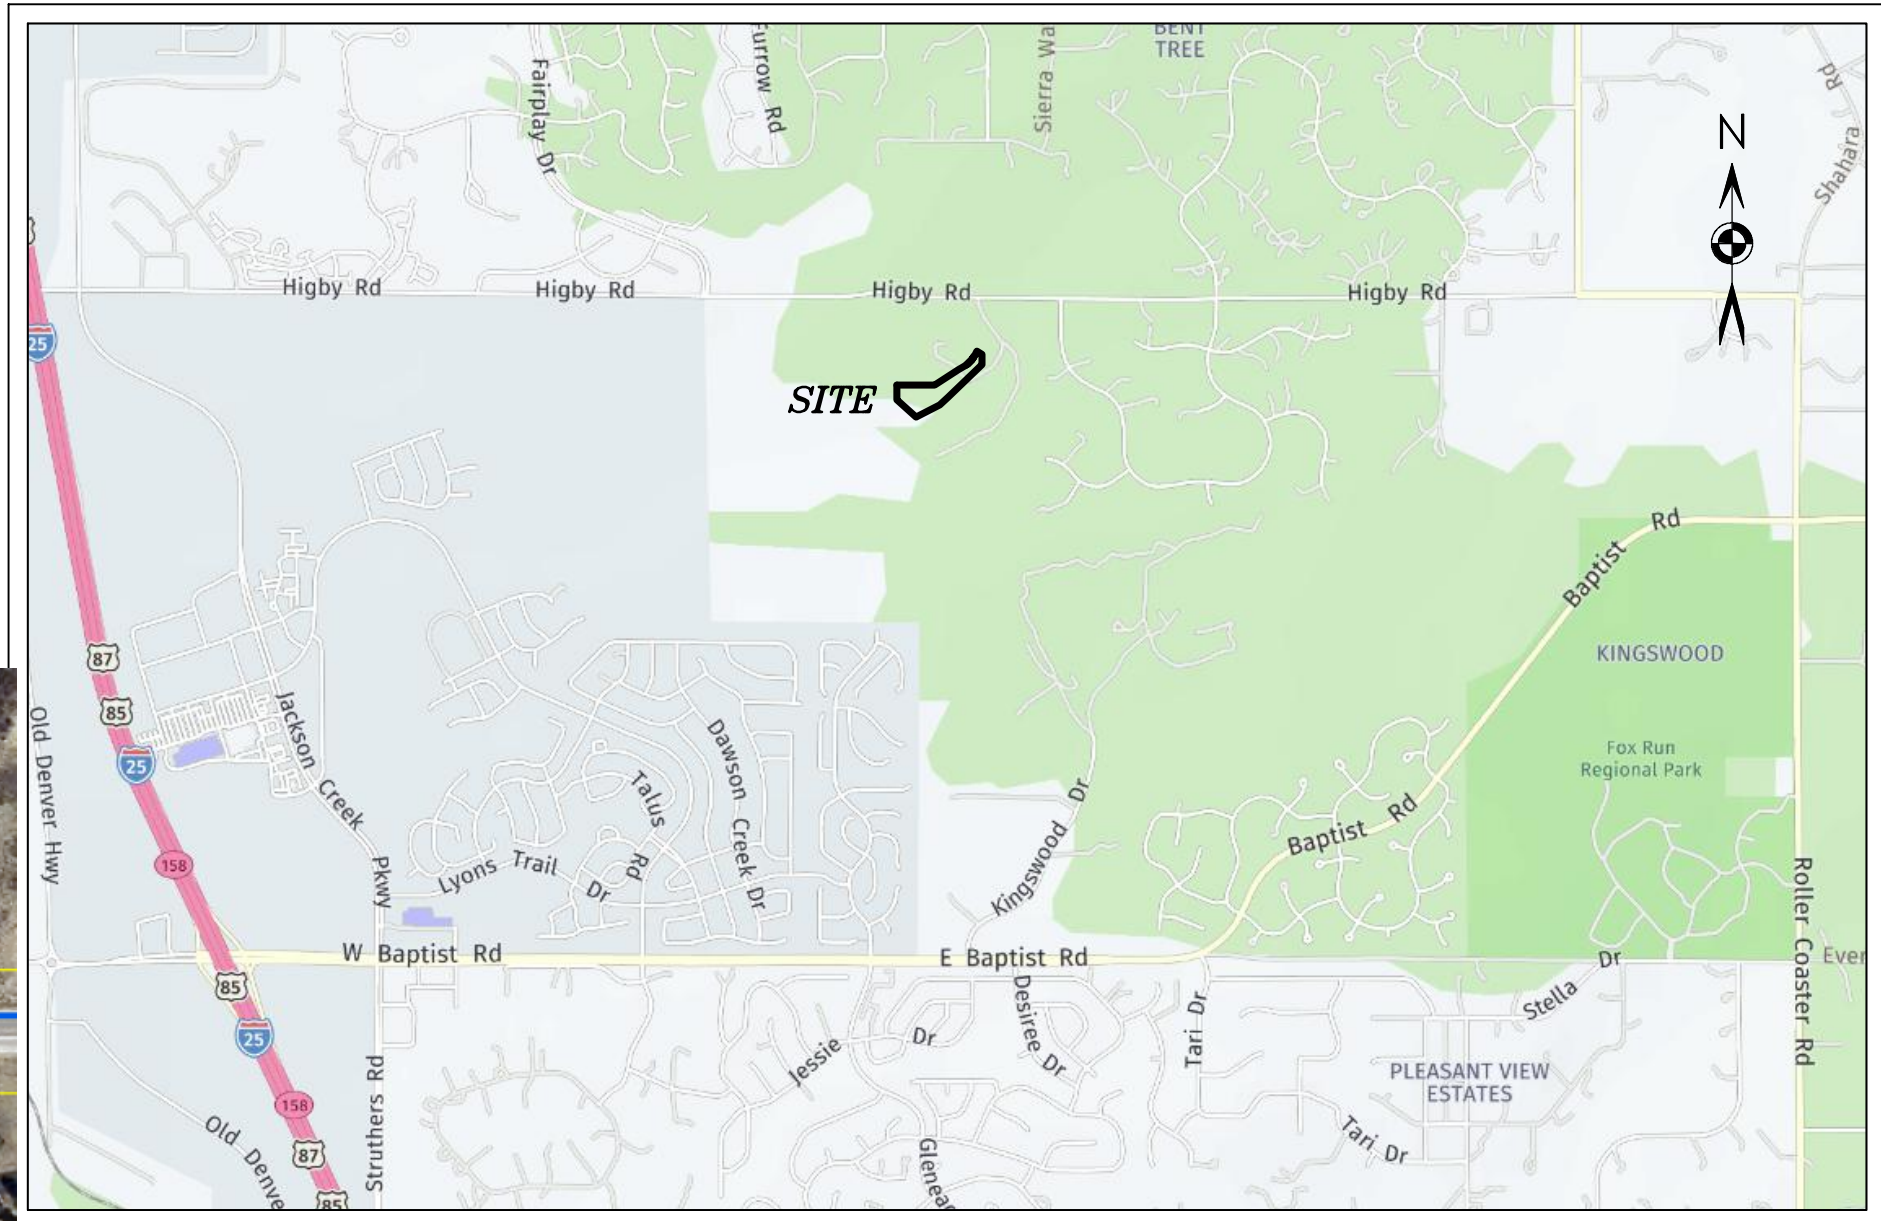 BENT
TREE
Fairplay Dr
Furrow Rd
Sierra Wa
Shahara Rd
N
Higby Rd
Higby Rd
Higby Rd
Higby Rd
25
SITE
Baptist Rd
87
85
25
KINGSWOOD
Fox Run
Regional Park
Old Denver Hwy
Jackson Creek Pkwy
Talus Rd
Dawson Creek Dr
Kingswood Dr
Baptist Rd
158
Lyons Trail Dr
Roller Coaster Rd
W Baptist Rd
E Baptist Rd
Ever
85
25
Desiree Dr
Tari Dr
Stella Dr
Jessie Dr
PLEASANT VIEW
ESTATES
158
Struthers Rd
Old Denve
87
Gleneag
Tari Dr
85